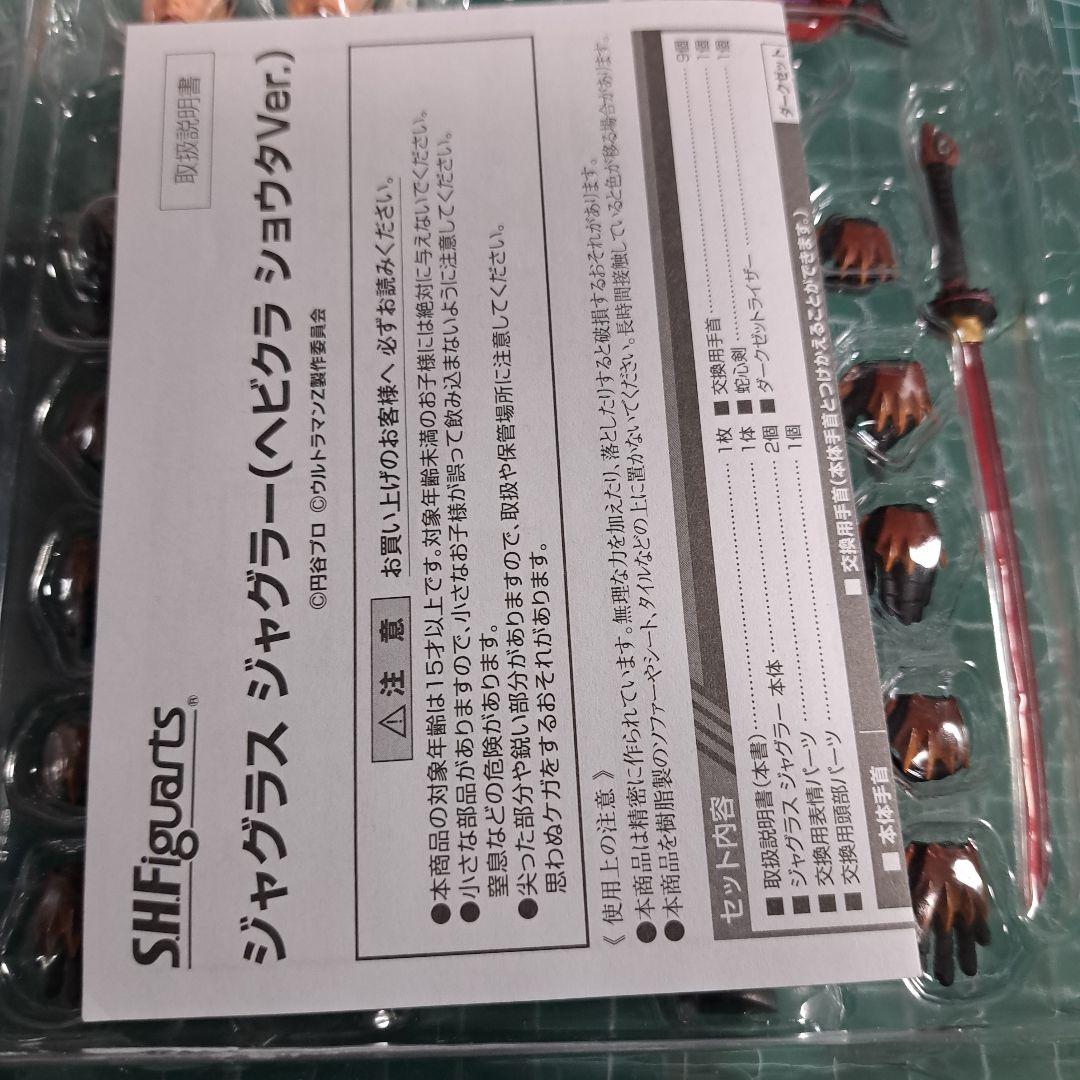 取扱説明書
S.H.Figuarts®
ジャグラス ジャグラー(ヘビクラ ショウタVer.)
©円谷プロ ©ウルトラマンZ製作委員会
⚠注 意 お買い上げのお客様へ 必ずお読みください。
●本商品の対象年齢は15才以上です。対象年齢未満のお子様には絶対に与えないでください。
●小さな部品がありますので、小さなお子様が誤って飲み込まないように注意してください。
窒息などの危険があります。
●尖った部分や鋭い部分がありますので、取扱や保管場所に注意してください。
思わぬケガをするおそれがあります。
《 使用上の注意 》
●本商品は精密に作られています。無理な力を加えたり、落としたりすると破損するおそれがあります。
●本商品を樹脂製のソファーやシート、タイルなどの上に置かないでください。長時間接触していると色が移る場合があります。
セット内容
■ 取扱説明書(本書) 1枚
■ ジャグラス ジャグラー 本体 1体
■ 交換用表情パーツ 2個
■ 交換用頭部パーツ 1個
■ 交換用手首 9個
■ 蛇心剣 1個
■ ダークゼットライザー 1個
■ 本体手首
■ 交換用手首(本体手首とつけかえることができます。)
ダークゼット